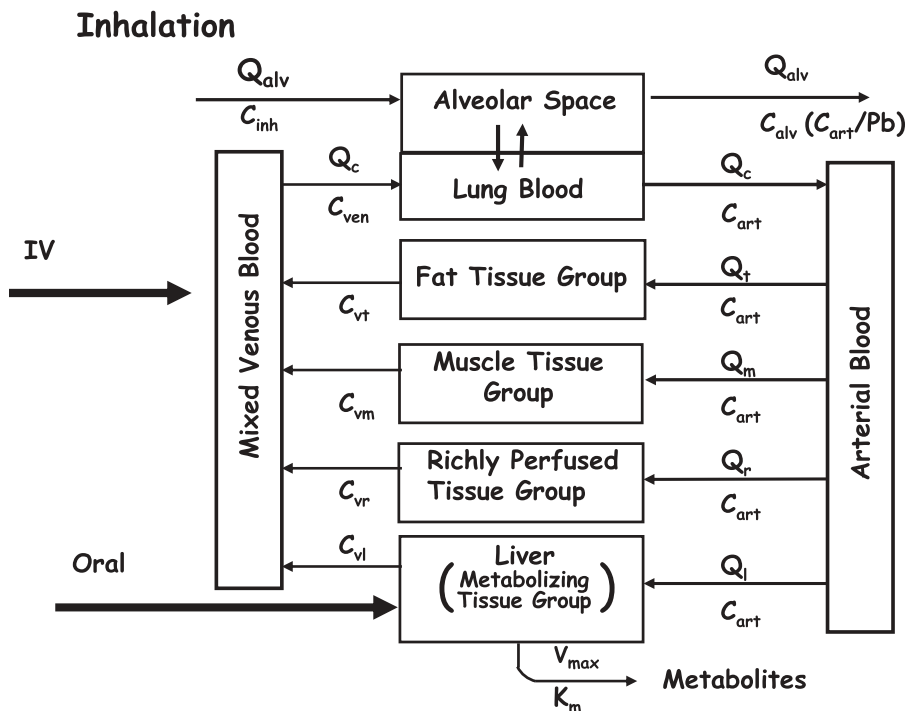 Inhalation
Qalv
Qalv
Cinh
Alveolar Space
Calv (Cart/Pb)
Qc
Qc
Lung Blood
Cven
Cart
IV
Mixed Venous Blood
Arterial Blood
Fat Tissue Group
Qt
Cvt
Cart
Muscle Tissue
Group
Qm
Cvm
Cart
Richly Perfused
Tissue Group
Qr
Cvr
Cart
Oral
Cvl
Liver
(Metabolizing
Tissue Group)
Ql
Cart
Vmax
Km
Metabolites